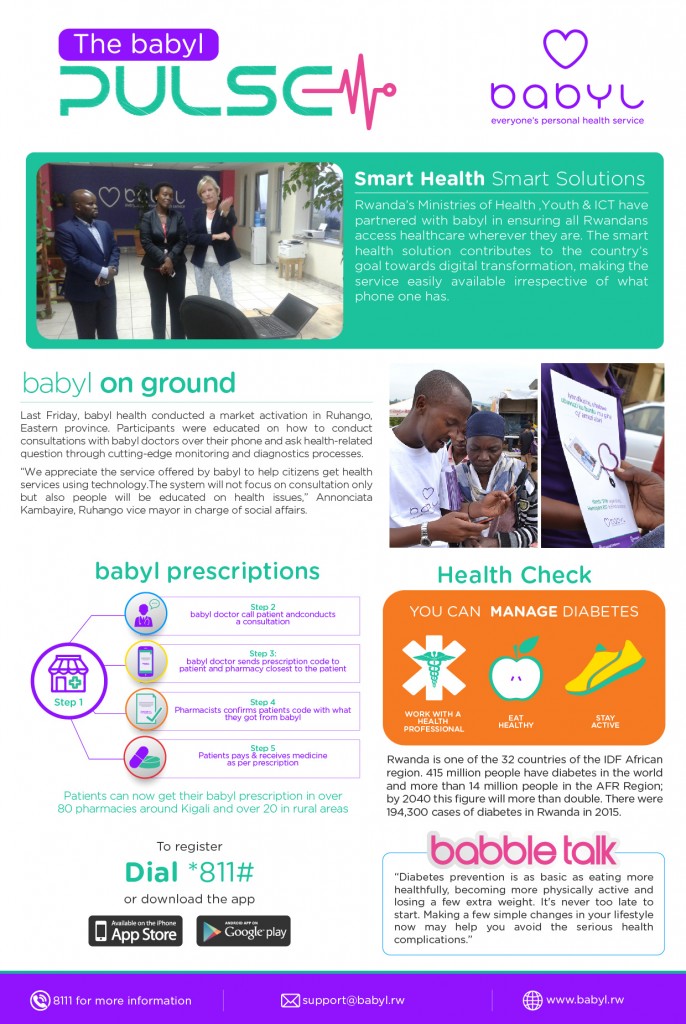 The babyl
PULSE
babyl
everyone's personal health service
babyl
Smart Health Smart Solutions
Rwanda's Ministries of Health ,Youth & ICT have
partnered with babyl in ensuring all Rwandans
access healthcare wherever they are. The smart
health solution contributes to the country's
goal towards digital transformation, making the
service easily available irrespective of what
phone one has.
babyl on ground
Last Friday, babyl health conducted a market activation in Ruhango,
Eastern province. Participants were educated on how to conduct
consultations with babyl doctors over their phone and ask health-related
question through cutting-edge monitoring and diagnostics processes.
"We appreciate the service offered by babyl to help citizens get health
services using technology.The system will not focus on consultation only
but also people will be educated on health issues," Annonciata
Kambayire, Ruhango vice mayor in charge of social affairs.
babyl
babyl prescriptions
Step 1
Step 2
babyl doctor call patient andconducts
a consultation
Step 3:
babyl doctor sends prescription code to
patient and pharmacy closest to the patient
Step 4
Pharmacists confirms patients code with what
they got from babyl
Step 5
Patients pays & receives medicine
as per prescription
Patients can now get their babyl prescription in over
80 pharmacies around Kigali and over 20 in rural areas
To register
Dial *811#
or download the app
Available on the iPhone
App Store
ANDROID APP ON
Google play
Health Check
YOU CAN MANAGE DIABETES
WORK WITH A
HEALTH
PROFESSIONAL
EAT
HEALTHY
STAY
ACTIVE
Rwanda is one of the 32 countries of the IDF African
region. 415 million people have diabetes in the world
and more than 14 million people in the AFR Region;
by 2040 this figure will more than double. There were
194,300 cases of diabetes in Rwanda in 2015.
babble talk
"Diabetes prevention is as basic as eating more
healthfully, becoming more physically active and
losing a few extra weight. It's never too late to
start. Making a few simple changes in your lifestyle
now may help you avoid the serious health
complications."
8111 for more information
support@babyl.rw
www.babyl.rw